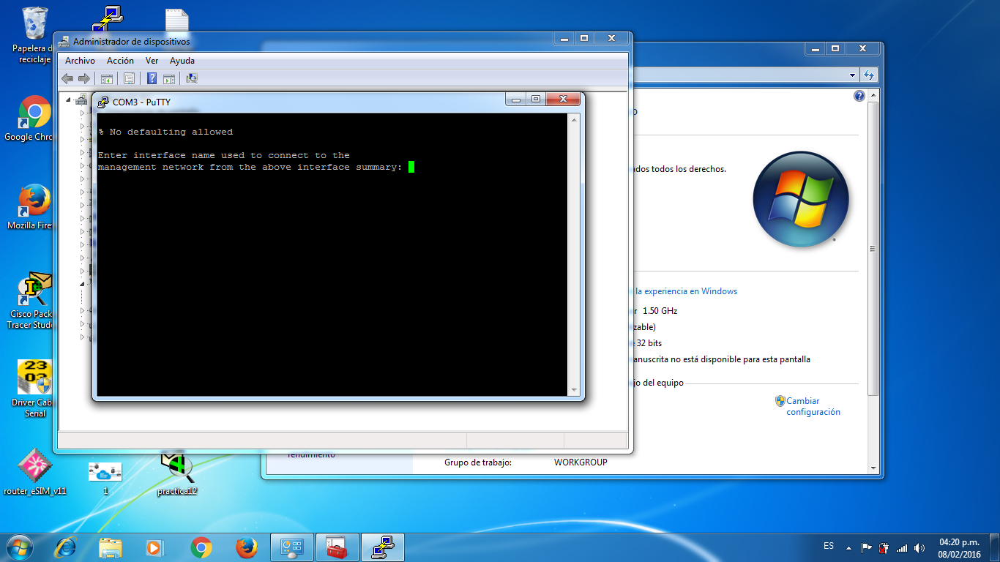 Papelera d
reciclaje
Google Chro
Mozilla Firef
Cisco Pack
Tracer Stude
Driver Cab
Serial
router_eSIM_v11
1
practica12
Administrador de dispositivos
Archivo Acción Ver Ayuda
COM3 - PuTTY
% No defaulting allowed
Enter interface name used to connect to the
management network from the above interface summary:
dos todos los derechos.
la experiencia en Windows
r 1.50 GHz
zable)
32 bits
anuscrita no está disponible para esta pantalla
jo del equipo
Cambiar
configuración
rendimiento
Grupo de trabajo: WORKGROUP
ES
04:20 p.m.
08/02/2016